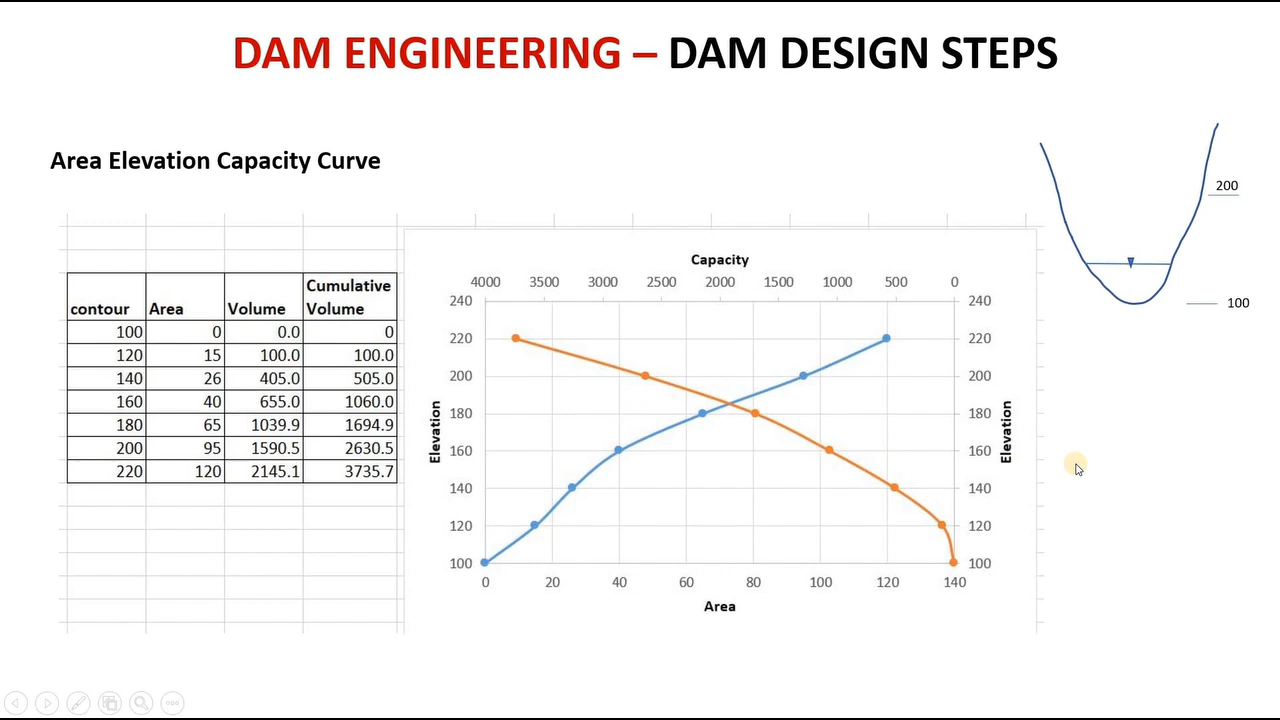 DAM ENGINEERING – DAM DESIGN STEPS
Area Elevation Capacity Curve
200
100
contour Area Volume Cumulative Volume
100 0 0.0 0
120 15 100.0 100.0
140 26 405.0 505.0
160 40 655.0 1060.0
180 65 1039.9 1694.9
200 95 1590.5 2630.5
220 120 2145.1 3735.7
Capacity
4000 3500 3000 2500 2000 1500 1000 500 0
240 240
220 220
200 200
180 180
160 160
140 140
120 120
100 100
Elevation
Elevation
0 20 40 60 80 100 120 140
Area